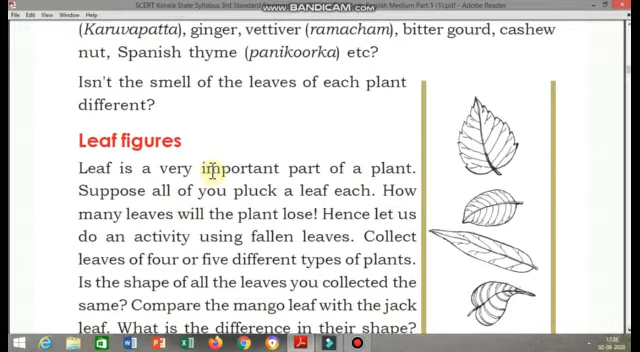 www.BANDICAM.com
SCERT Kerala State Syllabus 3rd Standard
Medium Part 1 (1).pdf - Adobe Reader
File Edit View Window Help
(Karuvapatta), ginger, vettiver (ramacham), bitter gourd, cashew
nut, Spanish thyme (panikoorka) etc?
Isn't the smell of the leaves of each plant
different?
Leaf figures
Leaf is a very important part of a plant.
Suppose all of you pluck a leaf each. How
many leaves will the plant lose! Hence let us
do an activity using fallen leaves. Collect
leaves of four or five different types of plants.
Is the shape of all the leaves you collected the
same? Compare the mango leaf with the jack
leaf. What is the difference in their shape?
17:38
02-08-2020